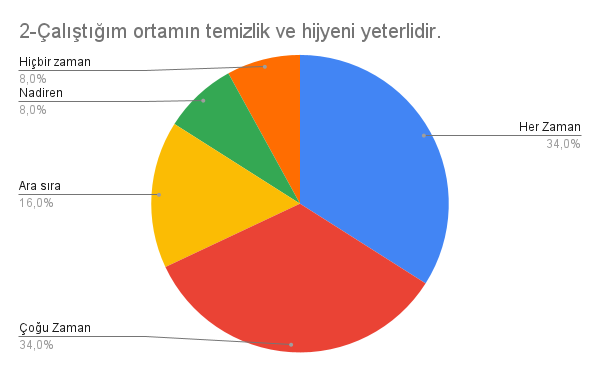 2-Çalıştığım ortamın temizlik ve hijyeni yeterlidir.
Hiçbir zaman
8,0%
Nadiren
8,0%
Her Zaman
34,0%
Ara sıra
16,0%
Çoğu Zaman
34,0%